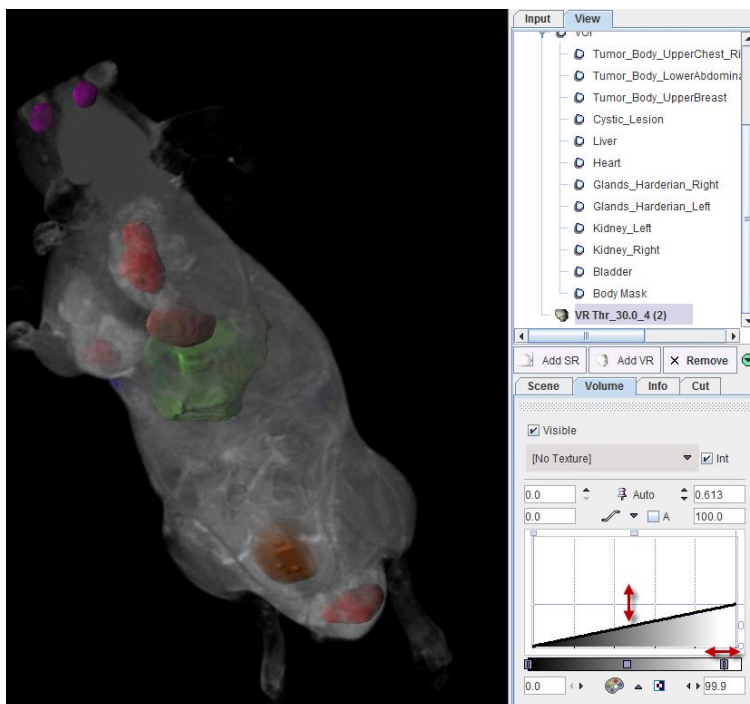 Input View
VOI
Tumor_Body_UpperChest_Ri
Tumor_Body_LowerAbdomina
Tumor_Body_UpperBreast
Cystic_Lesion
Liver
Heart
Glands_Harderian_Right
Glands_Harderian_Left
Kidney_Left
Kidney_Right
Bladder
Body Mask
VR Thr_30.0_4 (2)
Add SR Add VR Remove
Scene Volume Info Cut
Visible
[No Texture] Int
0.0 Auto 0.613
0.0 A 100.0
0.0 99.9